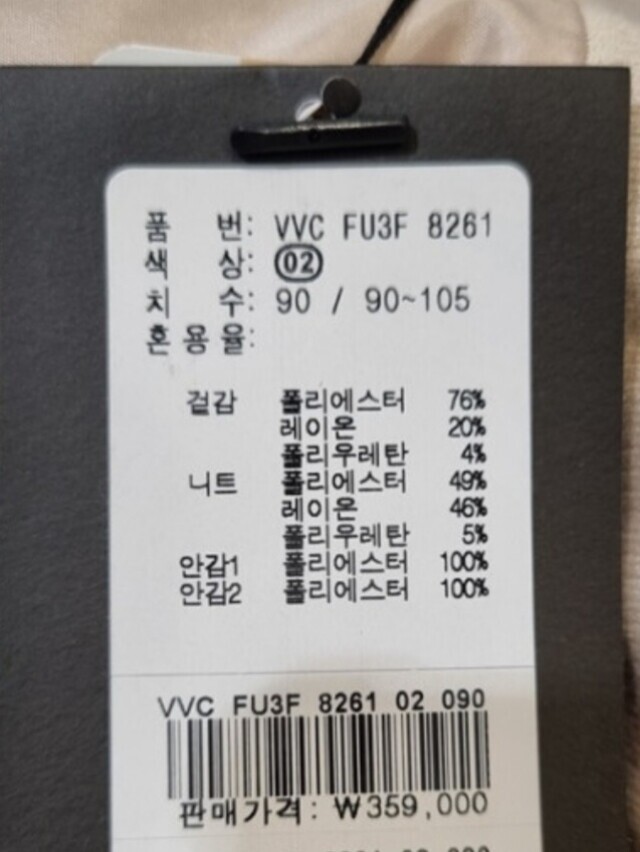 품 번: VVC FU3F 8261
색 상: 02
치 수: 90 / 90~105
혼 용 율:
겉감 폴리에스터 76%
레이온 20%
폴리우레탄 4%
니트 폴리에스터 49%
레이온 46%
폴리우레탄 5%
안감1 폴리에스터 100%
안감2 폴리에스터 100%
VVC FU3F 8261 02 090
판매가격: ₩359,000